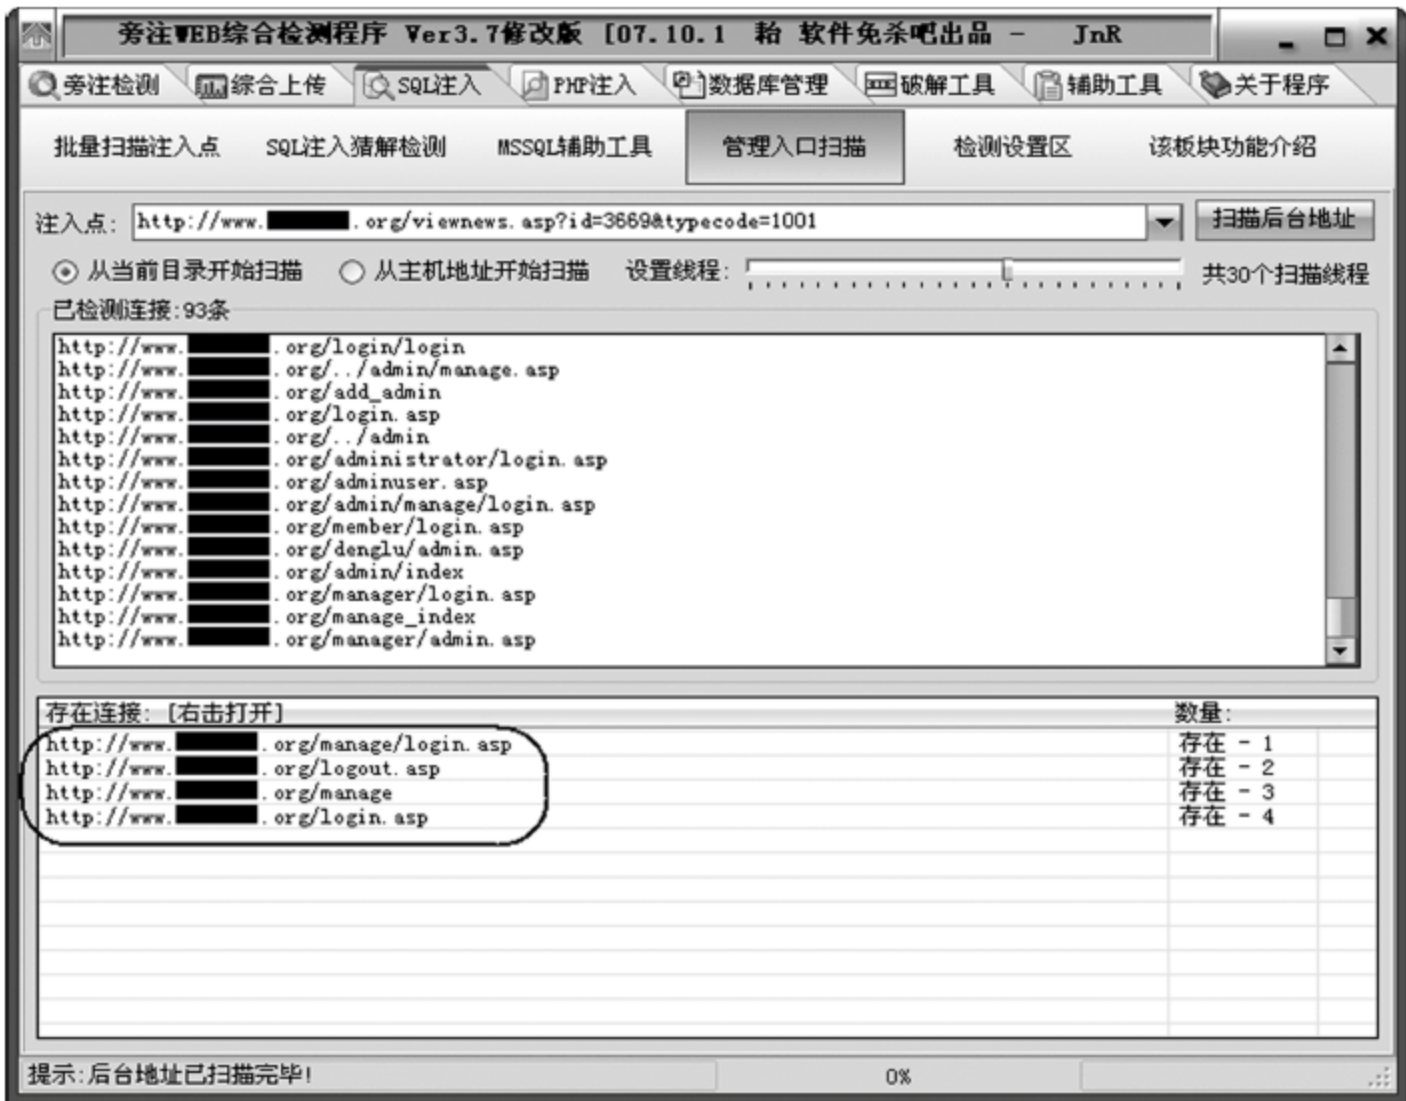 旁注WEB综合检测程序 Ver3.7修改版 [07.10.1 软件免杀吧出品 - JnR
旁注检测 综合上传 SQL注入 PHP注入 数据库管理 破解工具 辅助工具 关于程序
批量扫描注入点 SQL注入猜解检测 MSSQL辅助工具 管理入口扫描 检测设置区 该板块功能介绍
注入点: http://www. .org/viewnews.asp?id=3669&typecode=1001 扫描后台地址
从当前目录开始扫描 从主机地址开始扫描 设置线程: 共30个扫描线程
已检测连接:93条
http://www. .org/login/login
http://www. .org/../admin/manage.asp
http://www. .org/add_admin
http://www. .org/login.asp
http://www. .org/../admin
http://www. .org/administrator/login.asp
http://www. .org/adminuser.asp
http://www. .org/admin/manage/login.asp
http://www. .org/member/login.asp
http://www. .org/denglu/admin.asp
http://www. .org/admin/index
http://www. .org/manager/login.asp
http://www. .org/manage_index
http://www. .org/manager/admin.asp
存在连接: [右击打开] 数量:
http://www. .org/manage/login.asp 存在 - 1
http://www. .org/logout.asp 存在 - 2
http://www. .org/manage 存在 - 3
http://www. .org/login.asp 存在 - 4
提示:后台地址已扫描完毕! 0%